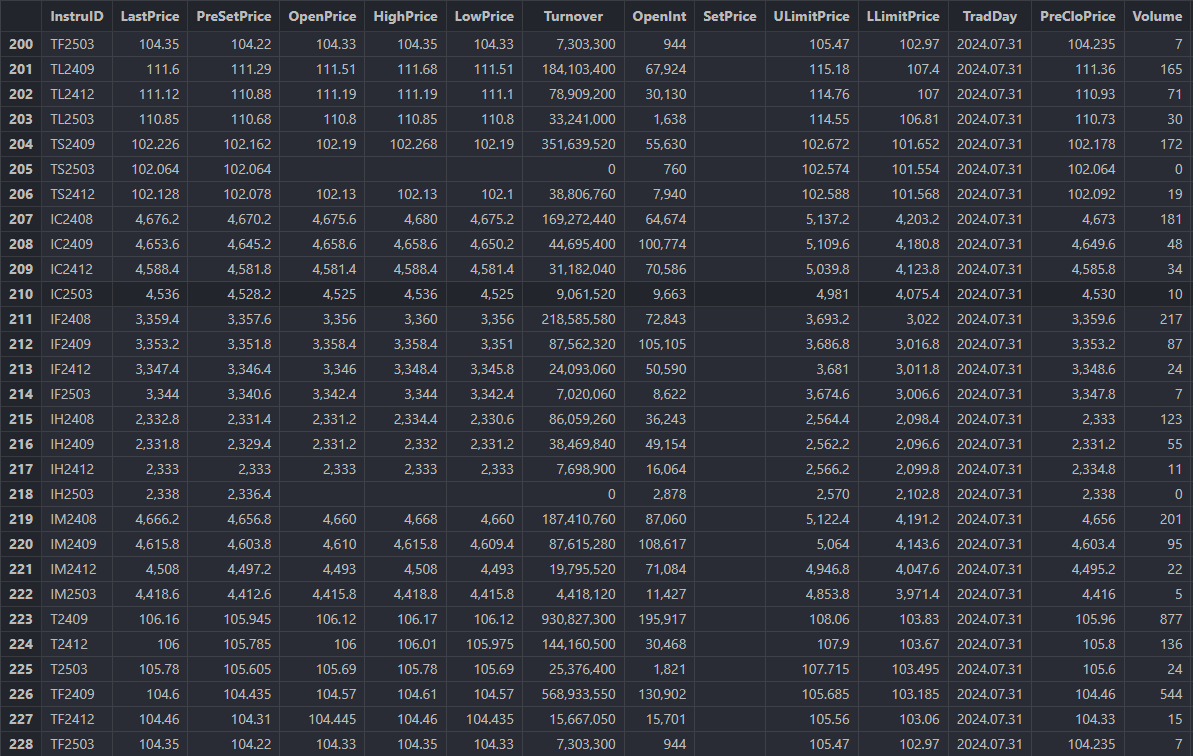 InstruID LastPrice PreSetPrice OpenPrice HighPrice LowPrice Turnover OpenInt SetPrice ULimitPrice LLimitPrice TradDay PreCloPrice Volume
200 TF2503 104.35 104.22 104.33 104.35 104.33 7,303,300 944 105.47 102.97 2024.07.31 104.235 7
201 TL2409 111.6 111.29 111.51 111.68 111.51 184,103,400 67,924 115.18 107.4 2024.07.31 111.36 165
202 TL2412 111.12 110.88 111.19 111.19 111.1 78,909,200 30,130 114.76 107 2024.07.31 110.93 71
203 TL2503 110.85 110.68 110.8 110.85 110.8 33,241,000 1,638 114.55 106.81 2024.07.31 110.73 30
204 TS2409 102.226 102.162 102.19 102.268 102.19 351,639,520 55,630 102.672 101.652 2024.07.31 102.178 172
205 TS2503 102.064 102.064 0 760 102.574 101.554 2024.07.31 102.064 0
206 TS2412 102.128 102.078 102.13 102.13 102.1 38,806,760 7,940 102.588 101.568 2024.07.31 102.092 19
207 IC2408 4,676.2 4,670.2 4,675.6 4,680 4,675.2 169,272,440 64,674 5,137.2 4,203.2 2024.07.31 4,673 181
208 IC2409 4,653.6 4,645.2 4,658.6 4,658.6 4,650.2 44,695,400 100,774 5,109.6 4,180.8 2024.07.31 4,649.6 48
209 IC2412 4,588.4 4,581.8 4,581.4 4,588.4 4,581.4 31,182,040 70,586 5,039.8 4,123.8 2024.07.31 4,585.8 34
210 IC2503 4,536 4,528.2 4,525 4,536 4,525 9,061,520 9,663 4,981 4,075.4 2024.07.31 4,530 10
211 IF2408 3,359.4 3,357.6 3,356 3,360 3,356 218,585,580 72,843 3,693.2 3,022 2024.07.31 3,359.6 217
212 IF2409 3,353.2 3,351.8 3,358.4 3,358.4 3,351 87,562,320 105,105 3,686.8 3,016.8 2024.07.31 3,353.2 87
213 IF2412 3,347.4 3,346.4 3,346 3,348.4 3,345.8 24,093,060 50,590 3,681 3,011.8 2024.07.31 3,348.6 24
214 IF2503 3,344 3,340.6 3,342.4 3,344 3,342.4 7,020,060 8,622 3,674.6 3,006.6 2024.07.31 3,347.8 7
215 IH2408 2,332.8 2,331.4 2,331.2 2,334.4 2,330.6 86,059,260 36,243 2,564.4 2,098.4 2024.07.31 2,333 123
216 IH2409 2,331.8 2,329.4 2,331.2 2,332 2,331.2 38,469,840 49,154 2,562.2 2,096.6 2024.07.31 2,331.2 55
217 IH2412 2,333 2,333 2,333 2,333 2,333 7,698,900 16,064 2,566.2 2,099.8 2024.07.31 2,334.8 11
218 IH2503 2,338 2,336.4 0 2,878 2,570 2,102.8 2024.07.31 2,338 0
219 IM2408 4,666.2 4,656.8 4,660 4,668 4,660 187,410,760 87,060 5,122.4 4,191.2 2024.07.31 4,656 201
220 IM2409 4,615.8 4,603.8 4,610 4,615.8 4,609.4 87,615,280 108,617 5,064 4,143.6 2024.07.31 4,603.4 95
221 IM2412 4,508 4,497.2 4,493 4,508 4,493 19,795,520 71,084 4,946.8 4,047.6 2024.07.31 4,495.2 22
222 IM2503 4,418.6 4,412.6 4,415.8 4,418.8 4,415.8 4,418,120 11,427 4,853.8 3,971.4 2024.07.31 4,416 5
223 T2409 106.16 105.945 106.12 106.17 106.12 930,827,300 195,917 108.06 103.83 2024.07.31 105.96 877
224 T2412 106 105.785 106 106.01 105.975 144,160,500 30,468 107.9 103.67 2024.07.31 105.8 136
225 T2503 105.78 105.605 105.69 105.78 105.69 25,376,400 1,821 107.715 103.495 2024.07.31 105.6 24
226 TF2409 104.6 104.435 104.57 104.61 104.57 568,933,550 130,902 105.685 103.185 2024.07.31 104.46 544
227 TF2412 104.46 104.31 104.445 104.46 104.435 15,667,050 15,701 105.56 103.06 2024.07.31 104.33 15
228 TF2503 104.35 104.22 104.33 104.35 104.33 7,303,300 944 105.47 102.97 2024.07.31 104.235 7